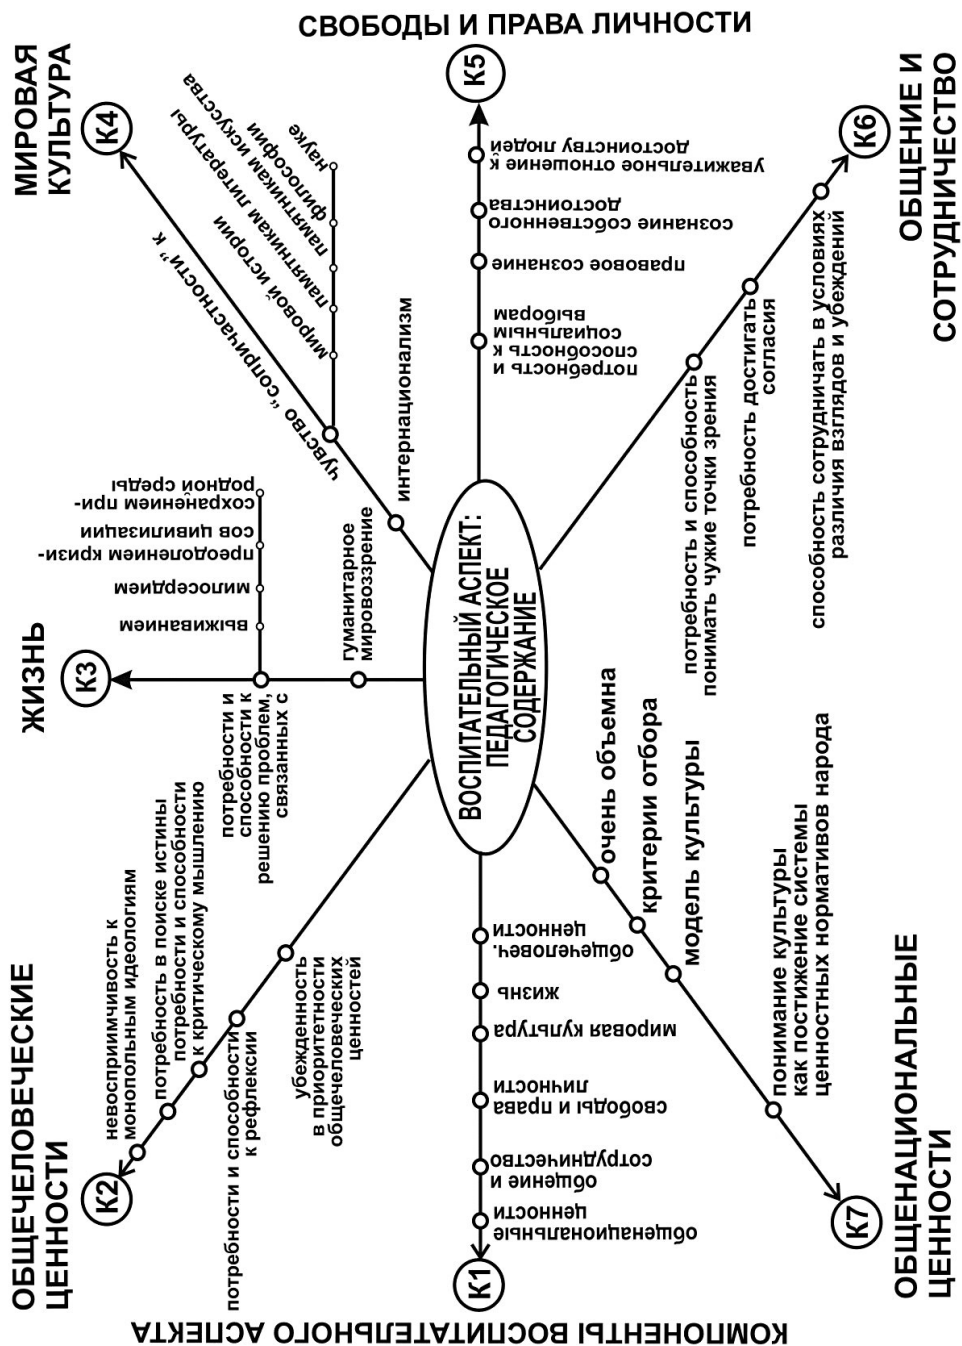 ВОСПИТАТЕЛЬНЫЙ АСПЕКТ:
ПЕДАГОГИЧЕСКОЕ
СОДЕРЖАНИЕ
КОМПОНЕНТЫ ВОСПИТАТЕЛЬНОГО АСПЕКТА
К1
общенациональные
ценности
общение и
сотрудничество
свободы и права
личности
мировая культура
жизнь
общечеловеч.
ценности
ОБЩЕЧЕЛОВЕЧЕСКИЕ
ЦЕННОСТИ
К2
невосприимчивость к
монопольным идеологиям
потребность в поиске истины
потребности и способности
к критическому мышлению
потребности и способности
к рефлексии
убежденность
в приоритетности
общечеловеческих
ценностей
ЖИЗНЬ
К3
потребности и
способности к
решению проблем,
связанных с
выживанием
милосердием
преодолением кризи-
сов цивилизации
сохранением при-
родной среды
гуманитарное
мировоззрение
МИРОВАЯ
КУЛЬТУРА
К4
чувство “сопричастности” к
мировой истории
памятникам литературы
памятникам искусства
философии
науке
интернационализм
СВОБОДЫ И ПРАВА ЛИЧНОСТИ
К5
уважительное отношение к
достоинству людей
сознание собственного
достоинства
правовое сознание
потребность и
способность к
социальным
выборам
ОБЩЕНИЕ И
СОТРУДНИЧЕСТВО
К6
потребность и способность
понимать чужие точки зрения
потребность достигать
согласия
способность сотрудничать в условиях
различия взглядов и убеждений
ОБЩЕНАЦИОНАЛЬНЫЕ
ЦЕННОСТИ
К7
очень объемна
критерии отбора
модель культуры
понимание культуры
как постижение системы
ценностных нормативов народа